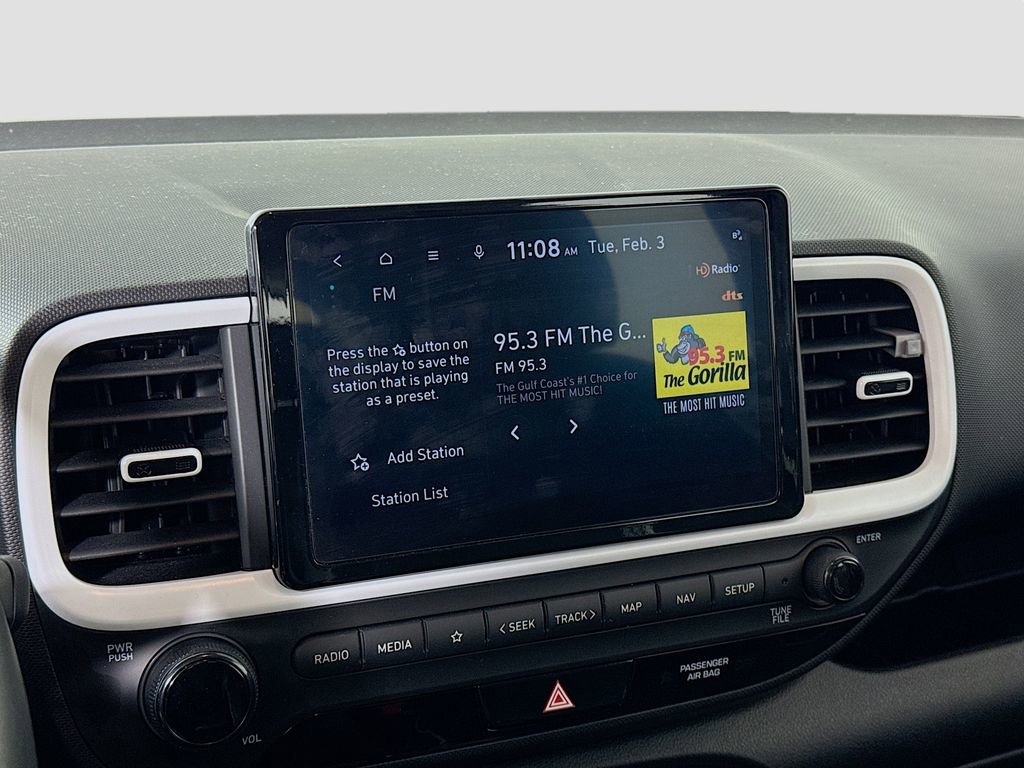 11:08 AM Tue, Feb. 3
HD Radio
dts
FM
Press the button on
the display to save the
station that is playing
as a preset.
Add Station
Station List
95.3 FM The G...
FM 95.3
The Gulf Coast's #1 Choice for
THE MOST HIT MUSIC!
95.3 FM
The Gorilla
THE MOST HIT MUSIC
PWR
PUSH
VOL
RADIO
MEDIA
< SEEK
TRACK >
MAP
NAV
SETUP
TUNE
FILE
ENTER
PASSENGER
AIR BAG